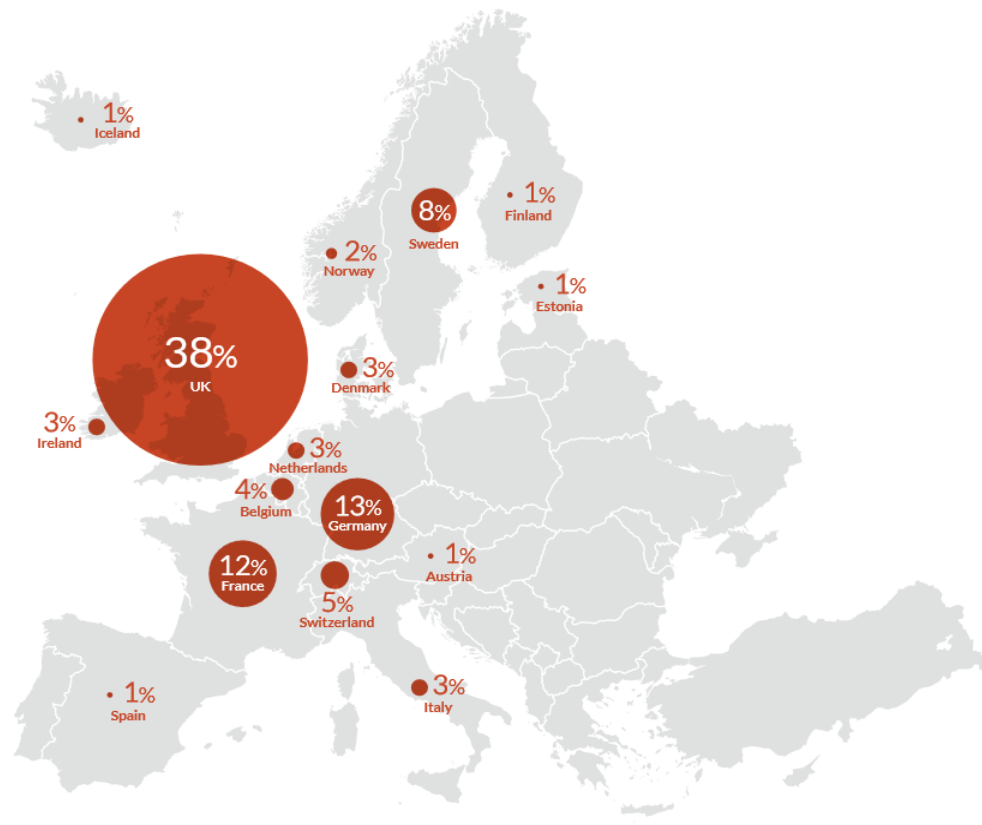 1%
Iceland
1%
Finland
8%
Sweden
2%
Norway
1%
Estonia
38%
UK
3%
Denmark
3%
Ireland
3%
Netherlands
4%
Belgium
13%
Germany
12%
France
1%
Austria
5%
Switzerland
3%
Italy
1%
Spain